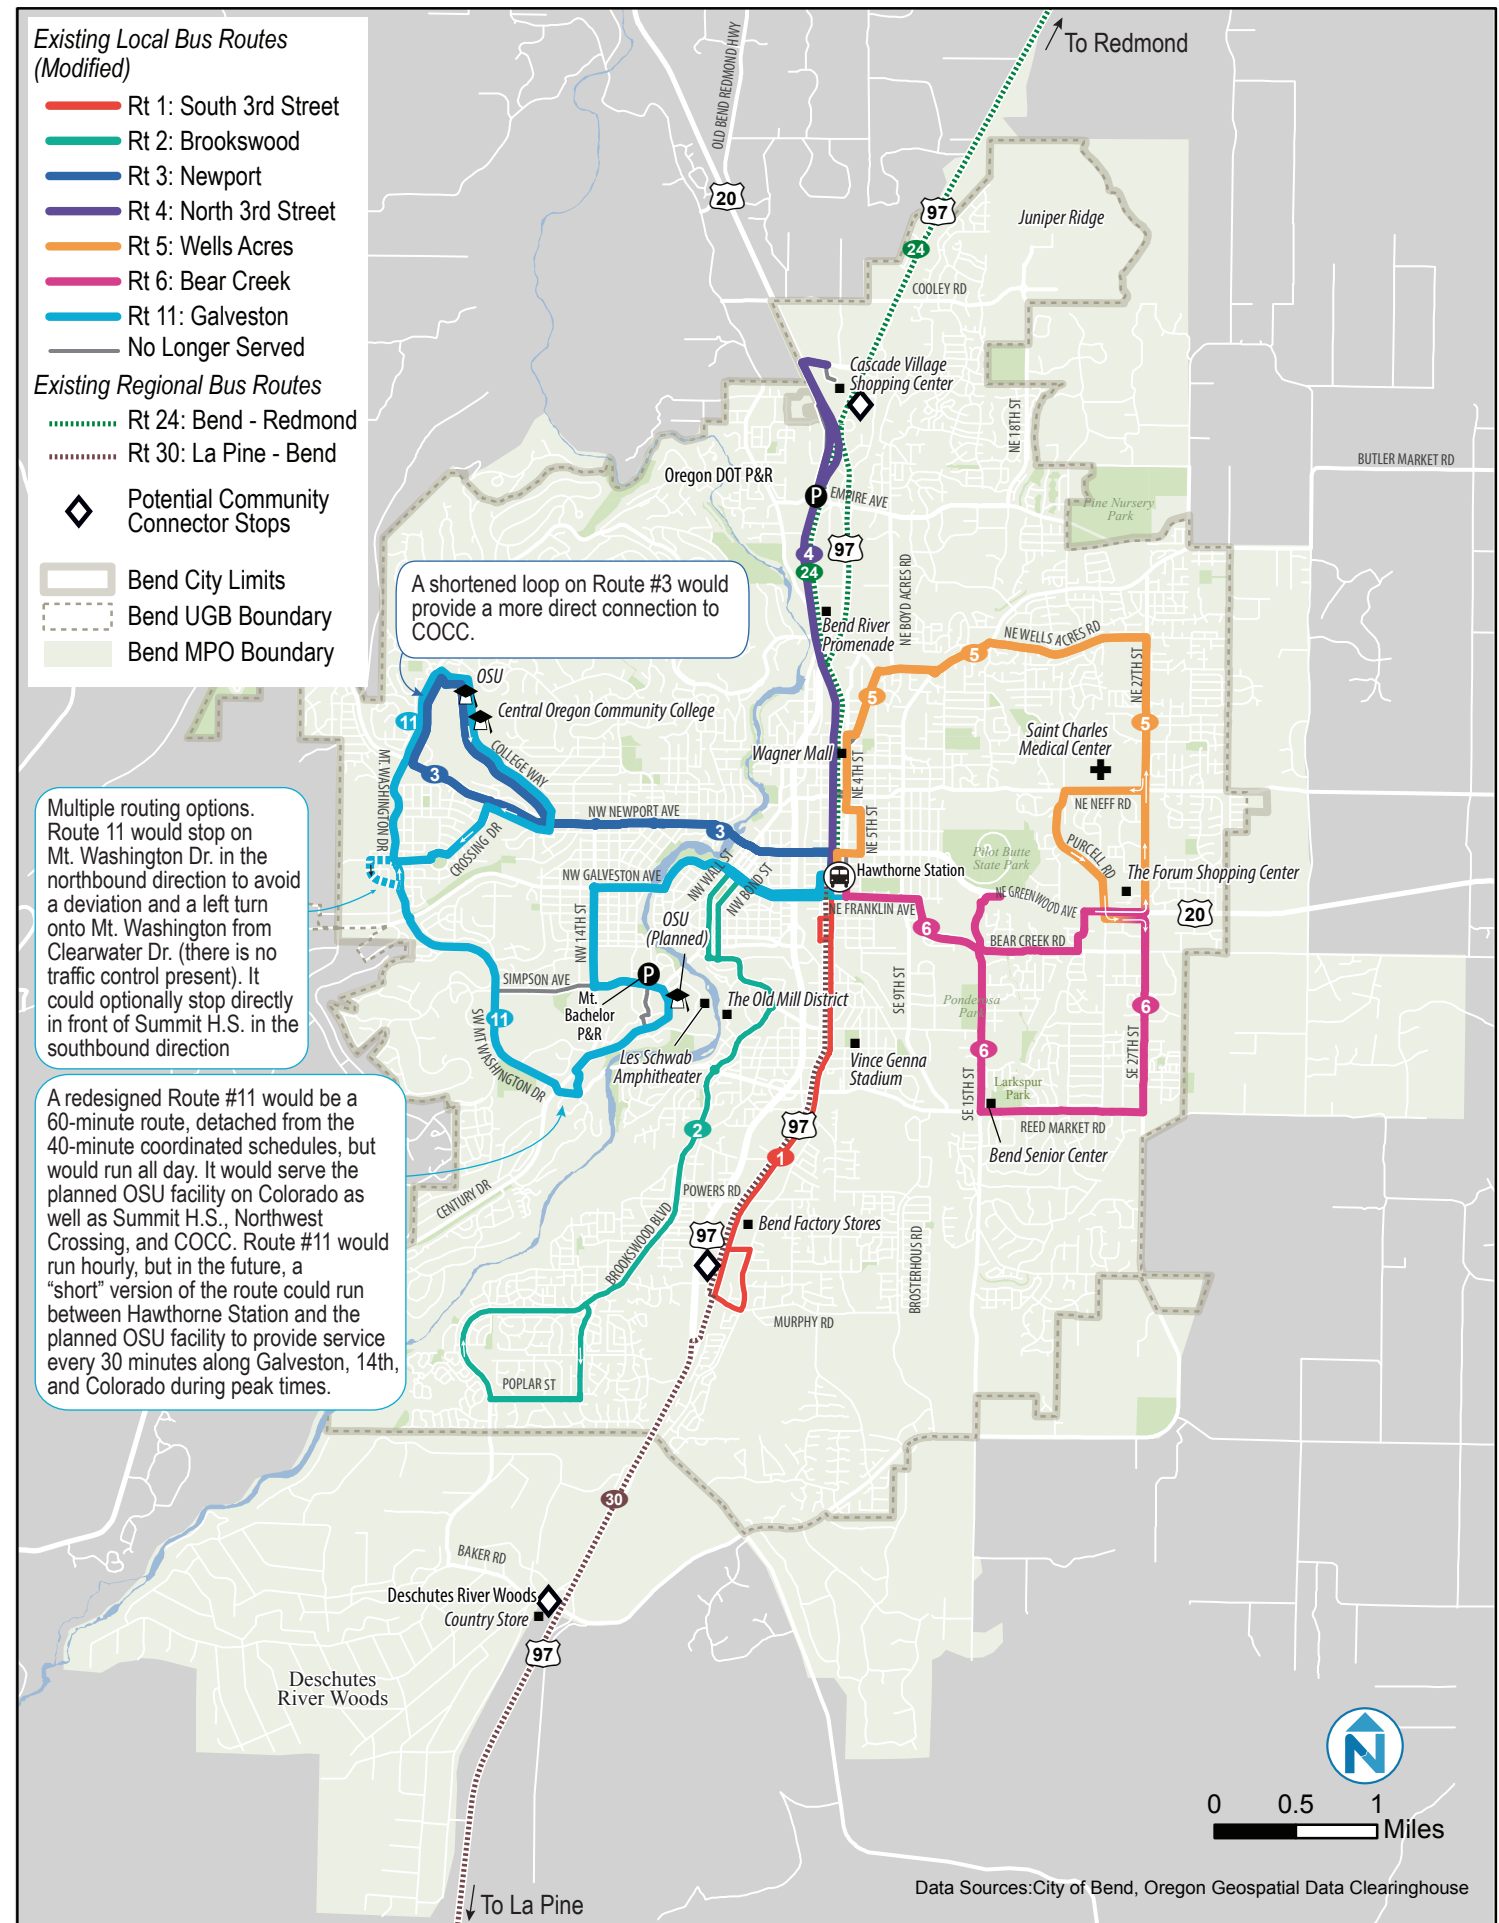 Existing Local Bus Routes
(Modified)
Rt 1: South 3rd Street
Rt 2: Brookswood
Rt 3: Newport
Rt 4: North 3rd Street
Rt 5: Wells Acres
Rt 6: Bear Creek
Rt 11: Galveston
No Longer Served
Existing Regional Bus Routes
Rt 24: Bend - Redmond
Rt 30: La Pine - Bend
Potential Community
Connector Stops
Bend City Limits
Bend UGB Boundary
Bend MPO Boundary
To Redmond
OLD BEND REDMOND HWY
20
97
Juniper Ridge
24
COOLEY RD
Cascade Village
Shopping Center
NE 18TH ST
BUTLER MARKET RD
Oregon DOT P&R
P
EMPIRE AVE
Pine Nursery
Park
4
97
24
NE BOYD ACRES RD
A shortened loop on Route #3 would
provide a more direct connection to
COCC.
Bend River
Promenade
NE WELLS ACRES RD
5
NE 27TH ST
OSU
11
Central Oregon Community College
5
5
Saint Charles
Medical Center
COLLEGE WAY
Wagner Mall
NE 4TH ST
MT. WASHINGTON DR
3
NE NEFF RD
NW NEWPORT AVE
3
NE 5TH ST
CROSSING DR
PURCELL RD
Pilot Butte
State Park
Multiple routing options.
Route 11 would stop on
Mt. Washington Dr. in the
northbound direction to avoid
a deviation and a left turn
onto Mt. Washington from
Clearwater Dr. (there is no
traffic control present). It
could optionally stop directly
in front of Summit H.S. in the
southbound direction
NW GALVESTON AVE
NW WALL ST
NW BOND ST
Hawthorne Station
The Forum Shopping Center
NE GREENWOOD AVE
NE FRANKLIN AVE
20
NW 14TH ST
OSU
(Planned)
6
BEAR CREEK RD
SIMPSON AVE
P
Mt.
Bachelor
P&R
The Old Mill District
SE 9TH ST
Ponderosa
Park
6
11
SW MT WASHINGTON DR
Les Schwab
Amphitheater
Vince Genna
Stadium
6
SE 27TH ST
SE 15TH ST
Larkspur
Park
A redesigned Route #11 would be a
60-minute route, detached from the
40-minute coordinated schedules, but
would run all day. It would serve the
planned OSU facility on Colorado as
well as Summit H.S., Northwest
Crossing, and COCC. Route #11 would
run hourly, but in the future, a
“short” version of the route could run
between Hawthorne Station and the
planned OSU facility to provide service
every 30 minutes along Galveston, 14th,
and Colorado during peak times.
2
97
REED MARKET RD
1
Bend Senior Center
CENTURY DR
POWERS RD
BROOKSWOOD BLVD
97
Bend Factory Stores
BROSTERHOUS RD
MURPHY RD
POPLAR ST
30
BAKER RD
Deschutes River Woods
Country Store
97
Deschutes
River Woods
N
0 0.5 1
Miles
To La Pine
Data Sources:City of Bend, Oregon Geospatial Data Clearinghouse